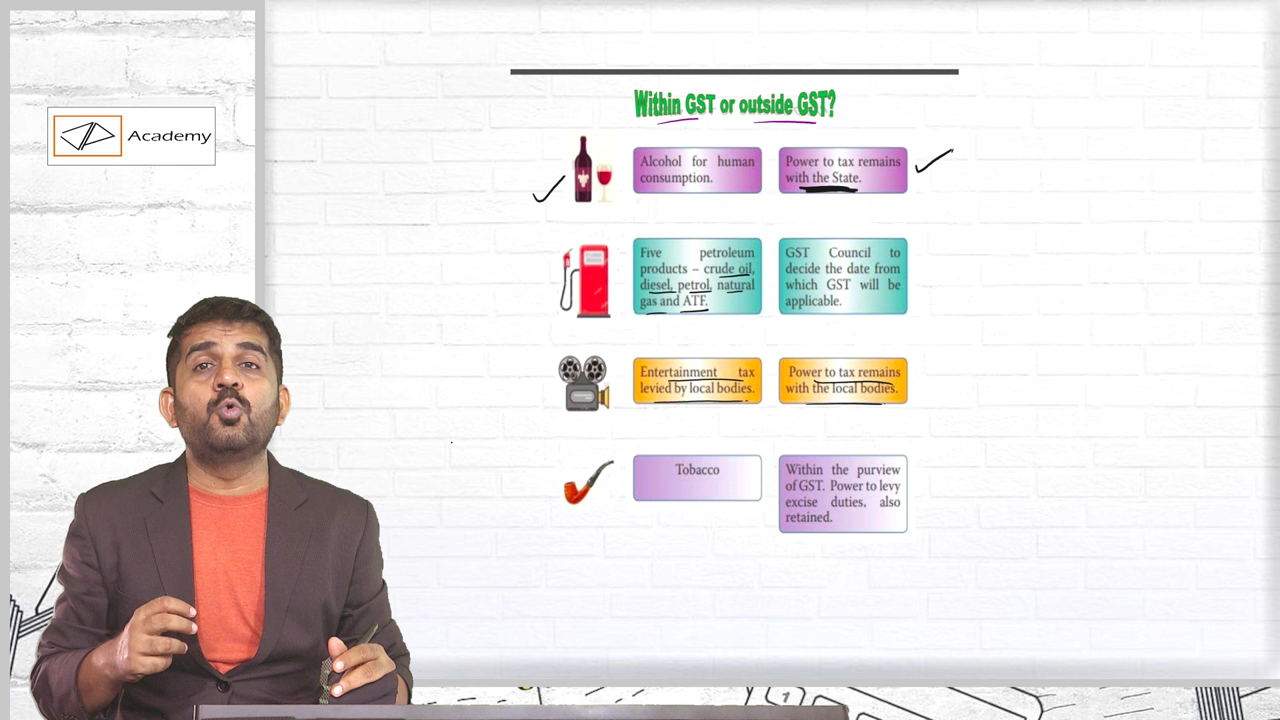 Academy
Within GST or outside GST?
Alcohol for human
consumption.
Power to tax remains
with the State.
Five petroleum
products – crude oil,
diesel, petrol, natural
gas and ATF.
GST Council to
decide the date from
which GST will be
applicable.
Entertainment tax
levied by local bodies.
Power to tax remains
with the local bodies.
Tobacco
Within the purview
of GST. Power to levy
excise duties, also
retained.
1